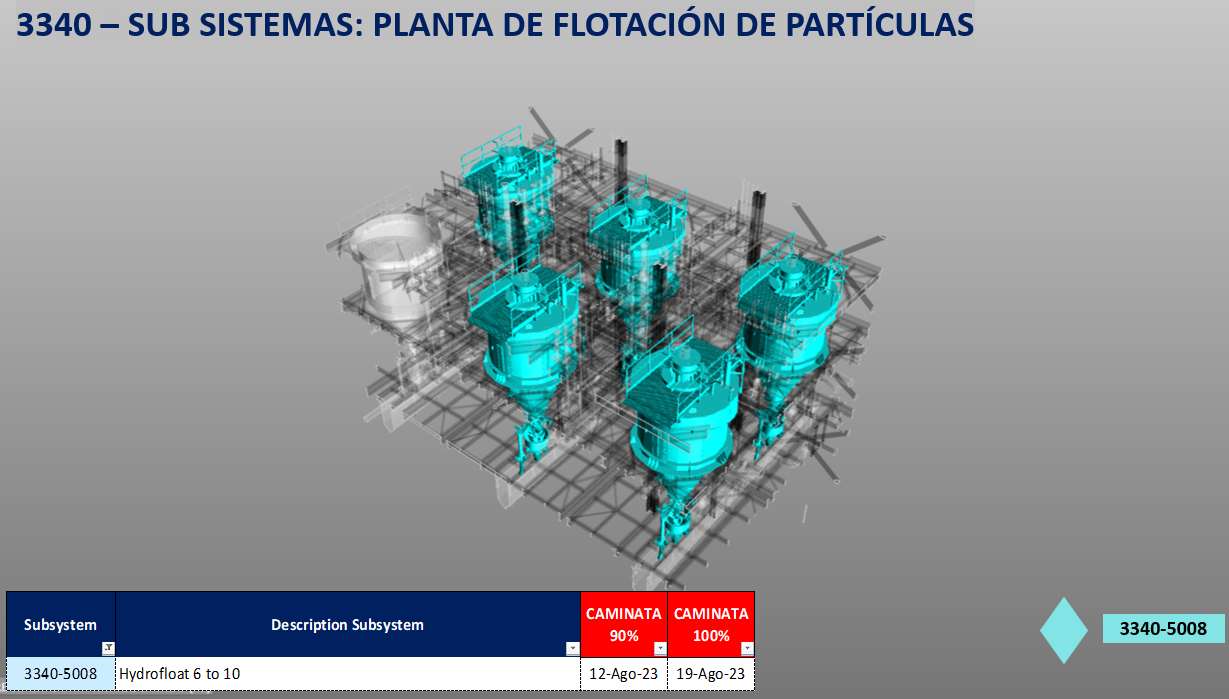 3340 – SUB SISTEMAS: PLANTA DE FLOTACIÓN DE PARTÍCULAS
Subsystem
Description Subsystem
CAMINATA 90%
CAMINATA 100%
3340-5008
Hydrofloat 6 to 10
12-Ago-23
19-Ago-23
3340-5008